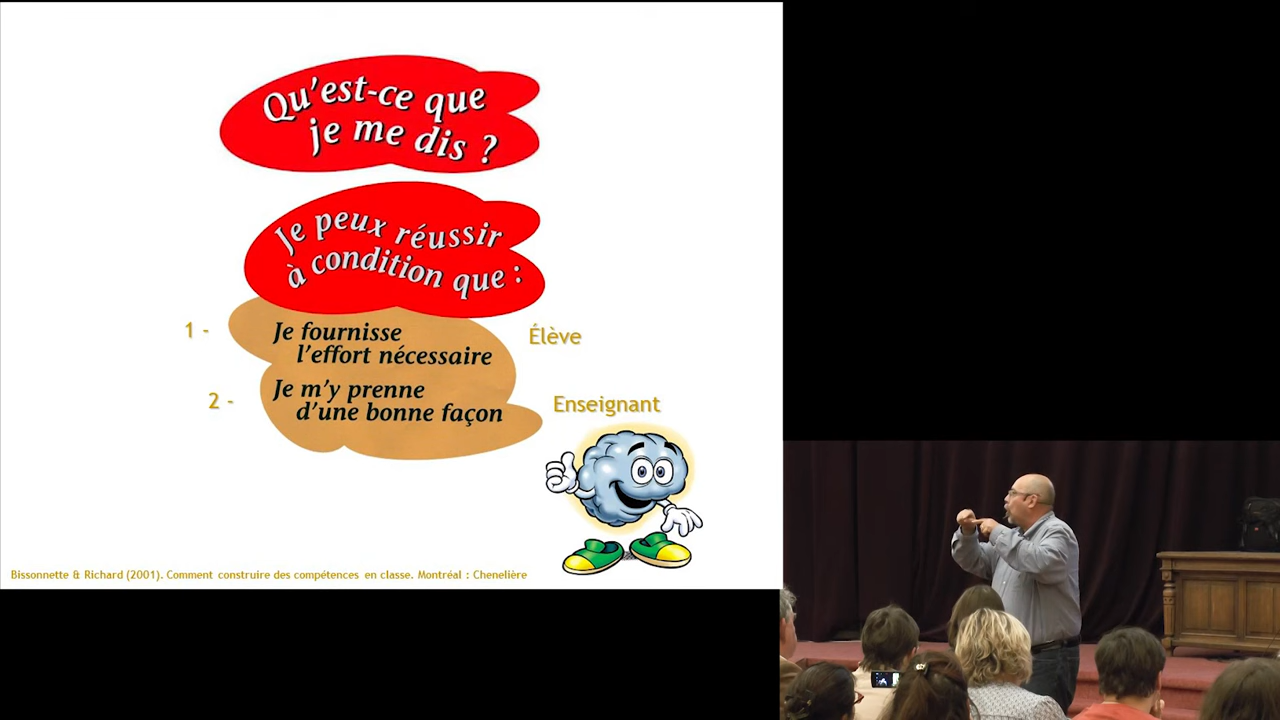 Qu'est-ce que
je me dis ?
Je peux réussir
à condition que :
1 -
Je fournisse
l'effort nécessaire
Élève
2 -
Je m'y prenne
d'une bonne façon
Enseignant
Bissonnette & Richard (2001). Comment construire des compétences en classe. Montréal : Chenelière